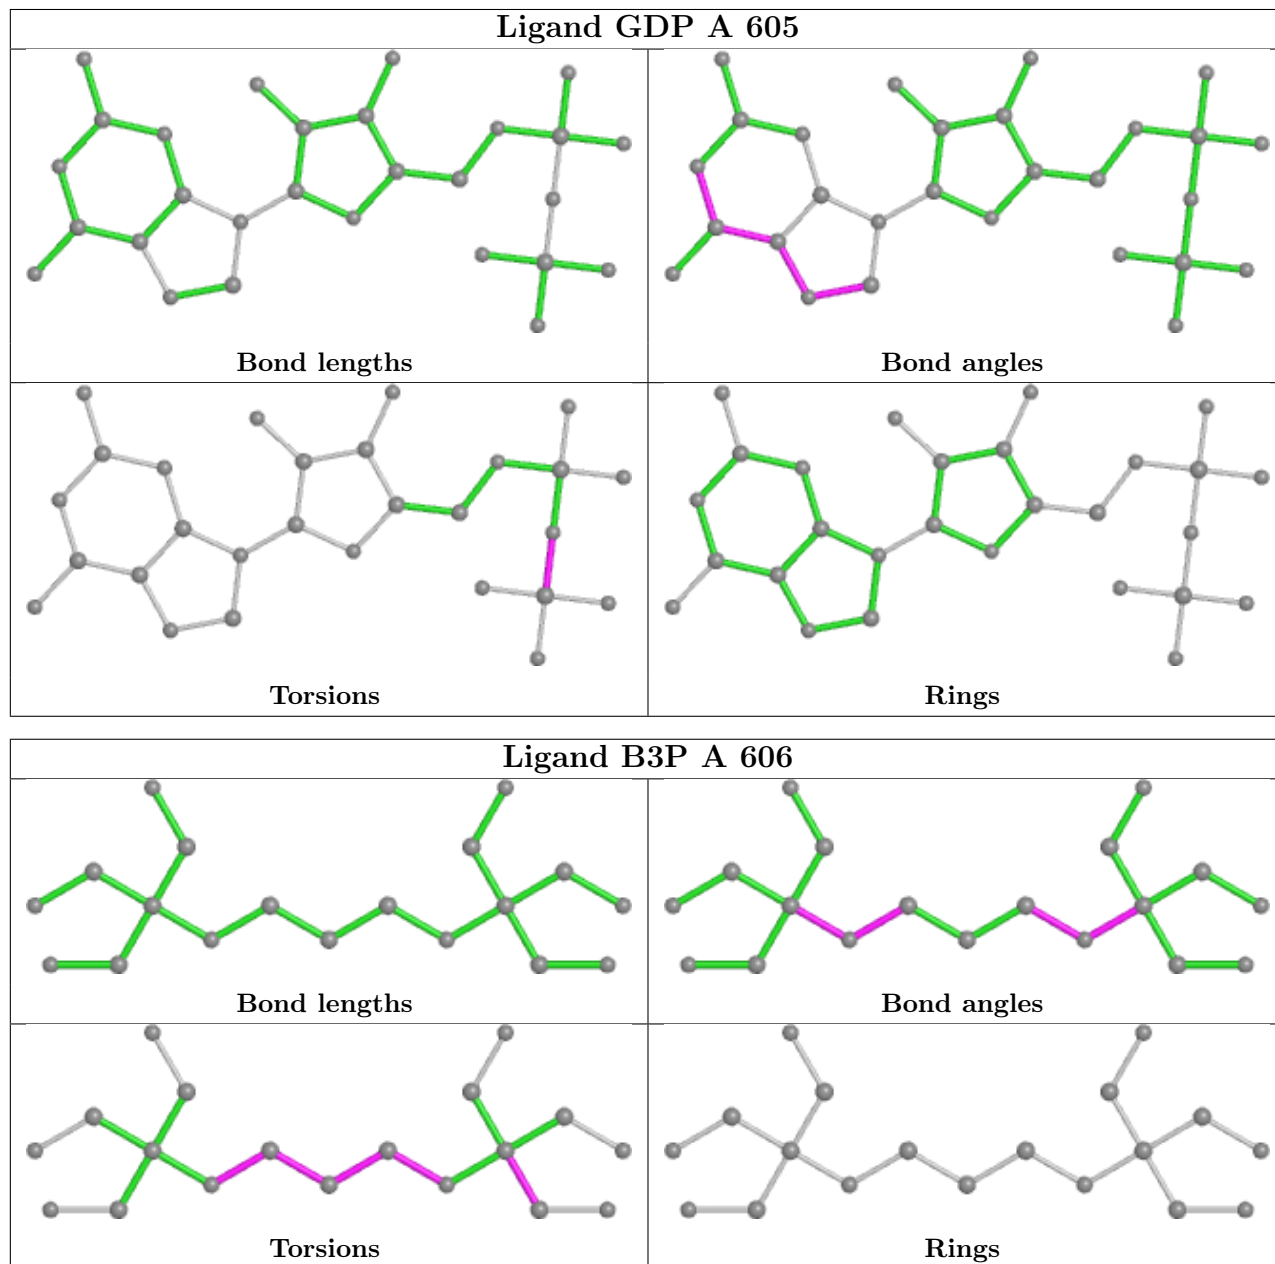 Ligand GDP A 605
Bond lengths
Bond angles
Torsions
Rings
Ligand B3P A 606
Bond lengths
Bond angles
Torsions
Rings